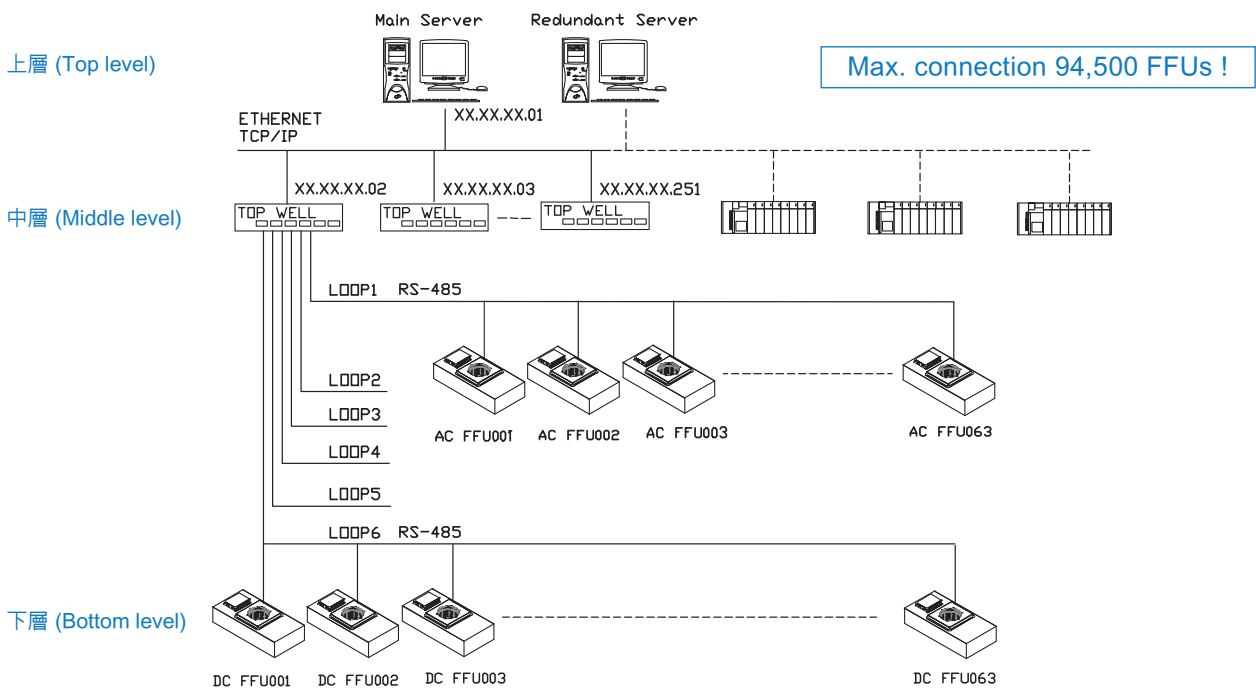 Main Server
Redundant Server
上層 (Top level)
Max. connection 94,500 FFUs !
ETHERNET
TCP/IP
XX.XX.XX.01
XX.XX.XX.02
XX.XX.XX.03
XX.XX.XX.251
中層 (Middle level)
TOP WELL
TOP WELL
TOP WELL
LOOP1 RS-485
LOOP2
LOOP3
LOOP4
LOOP5
LOOP6 RS-485
AC FFU001
AC FFU002
AC FFU003
AC FFU063
下層 (Bottom level)
DC FFU001
DC FFU002
DC FFU003
DC FFU063